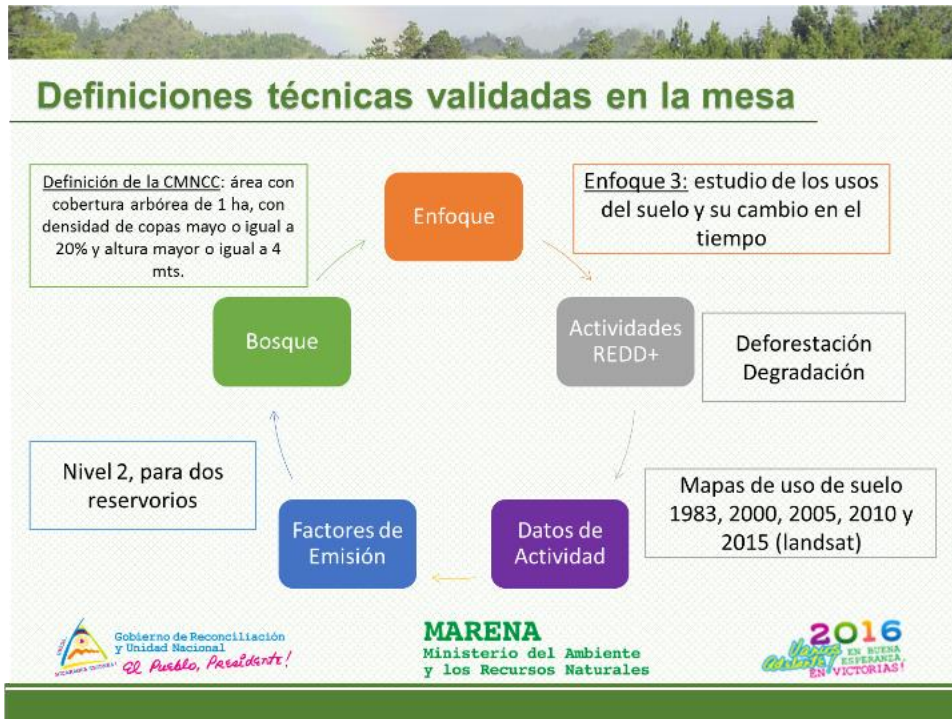 Definiciones técnicas validadas en la mesa
Definición de la CMNCC: área con
cobertura arbórea de 1 ha, con
densidad de copas mayo o igual a
20% y altura mayor o igual a 4
mts.
Enfoque
Enfoque 3: estudio de los usos
del suelo y su cambio en el
tiempo
Bosque
Actividades
REDD+
Deforestación
Degradación
Nivel 2, para dos
reservorios
Factores de
Emisión
Datos de
Actividad
Mapas de uso de suelo
1983, 2000, 2005, 2010 y
2015 (landsat)
Gobierno de Reconciliación
y Unidad Nacional
El Pueblo, Presidente!
MARENA
Ministerio del Ambiente
y los Recursos Naturales
2016
Vamos
Adelante!
EN BUENA
ESPERANZA,
EN VICTORIAS!